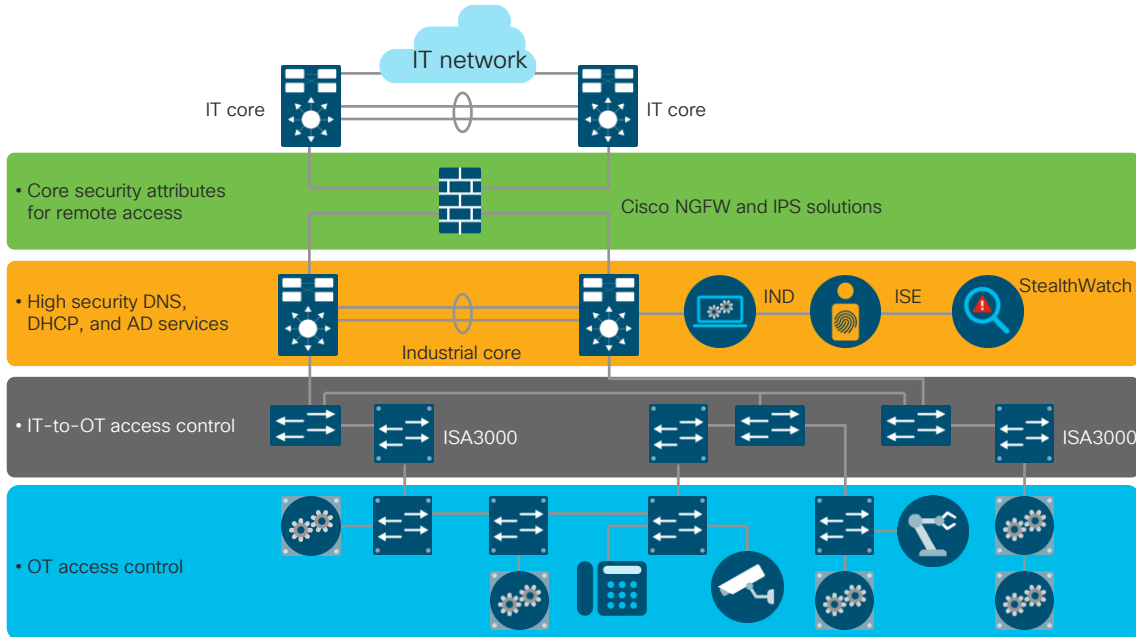 IT network
IT core
IT core
• Core security attributes
for remote access
Cisco NGFW and IPS solutions
• High security DNS,
DHCP, and AD services
Industrial core
IND
ISE
StealthWatch
• IT-to-OT access control
ISA3000
ISA3000
• OT access control